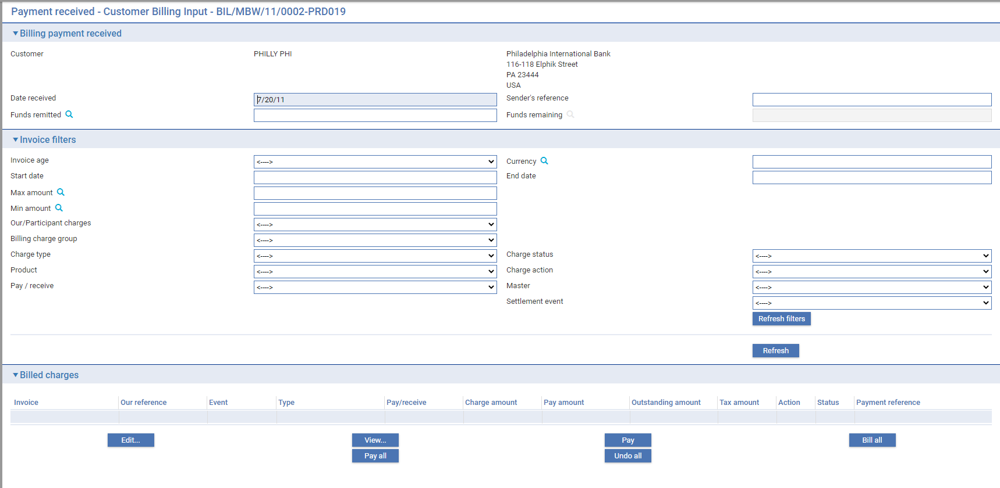 Payment received - Customer Billing Input - BIL/MBW/11/0002-PRD019
Billing payment received
Customer PHILLY PHI Philadelphia International Bank
116-118 Elphik Street
PA 23444
USA
Date received 7/20/11 Sender's reference
Funds remitted Funds remaining
Invoice filters
Invoice age <---> Currency
Start date End date
Max amount
Min amount
Our/Participant charges <--->
Billing charge group <--->
Charge type <---> Charge status <--->
Product <---> Charge action <--->
Pay / receive <---> Master <--->
Settlement event <--->
Refresh filters
Refresh
Billed charges
Invoice Our reference Event Type Pay/receive Charge amount Pay amount Outstanding amount Tax amount Action Status Payment reference
Edit... View... Pay Bill all
Pay all Undo all